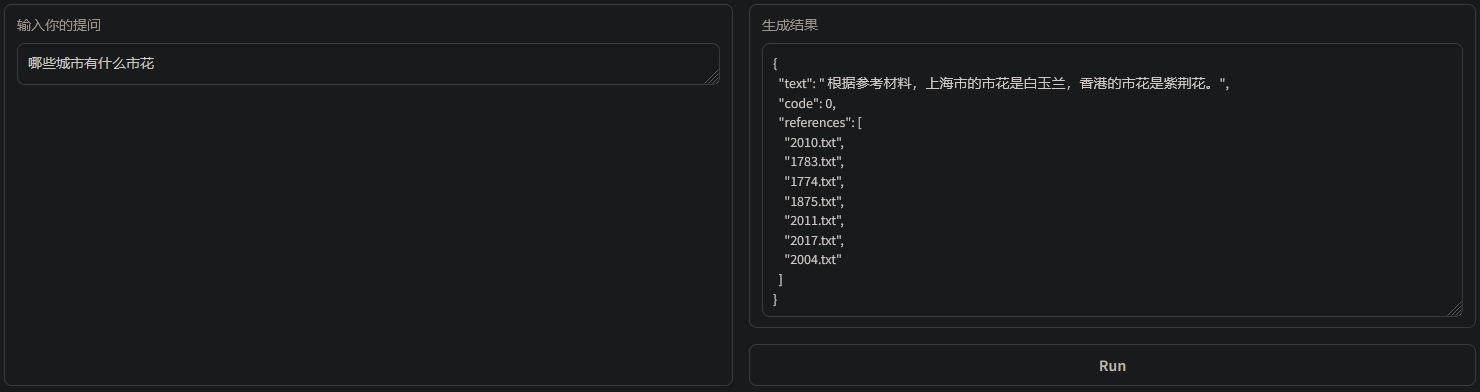 输入你的提问
哪些城市有什么市花
生成结果
{
"text": " 根据参考材料，上海市的市花是白玉兰，香港的市花是紫荆花。",
"code": 0,
"references": [
"2010.txt",
"1783.txt",
"1774.txt",
"1875.txt",
"2011.txt",
"2017.txt",
"2004.txt"
]
}
Run